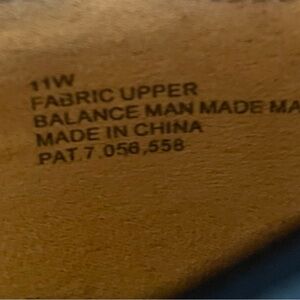 11W
FABRIC UPPER
BALANCE MAN MADE MA
MADE IN CHINA
PAT.7,056,558